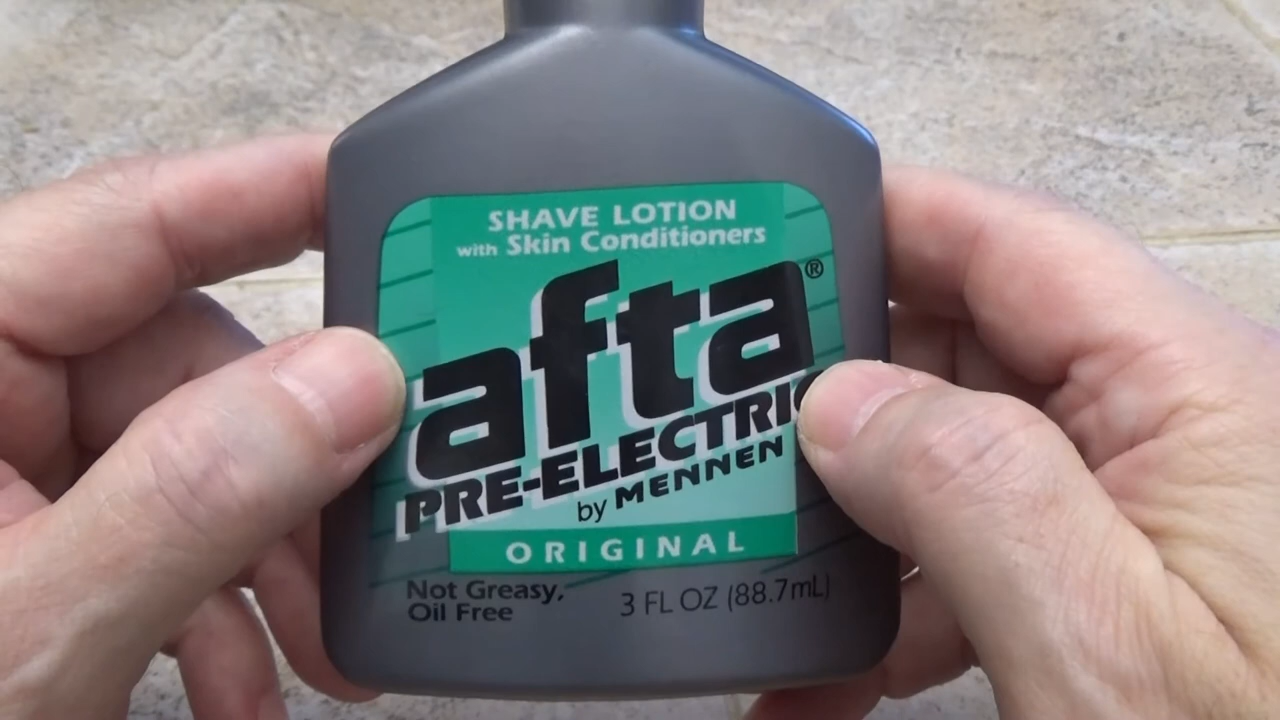 SHAVE LOTION
with Skin Conditioners
afta®
PRE-ELECTRIC
by MENNEN
ORIGINAL
Not Greasy,
Oil Free
3 FL OZ (88.7mL)